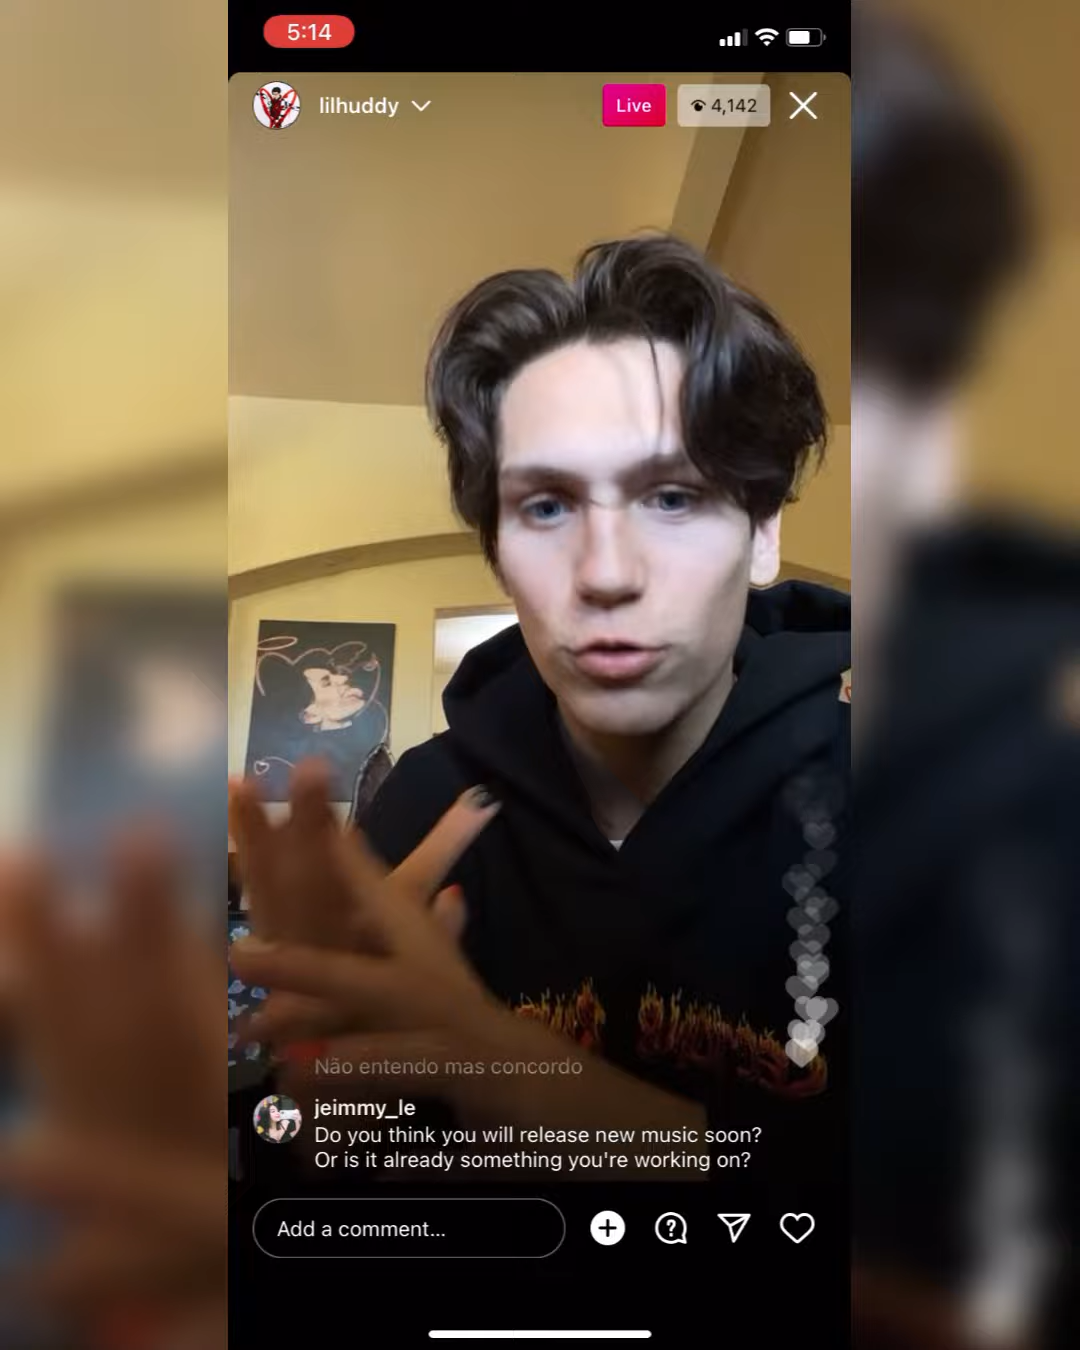 5:14
lilhuddy
Live
4,142
Não entendo mas concordo
jeimmy_le
Do you think you will release new music soon?
Or is it already something you're working on?
Add a comment...